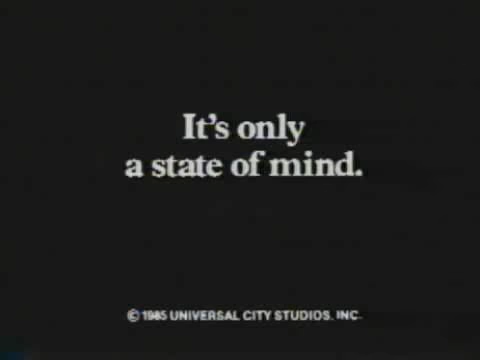 It's only
a state of mind.
© 1985 UNIVERSAL CITY STUDIOS, INC.